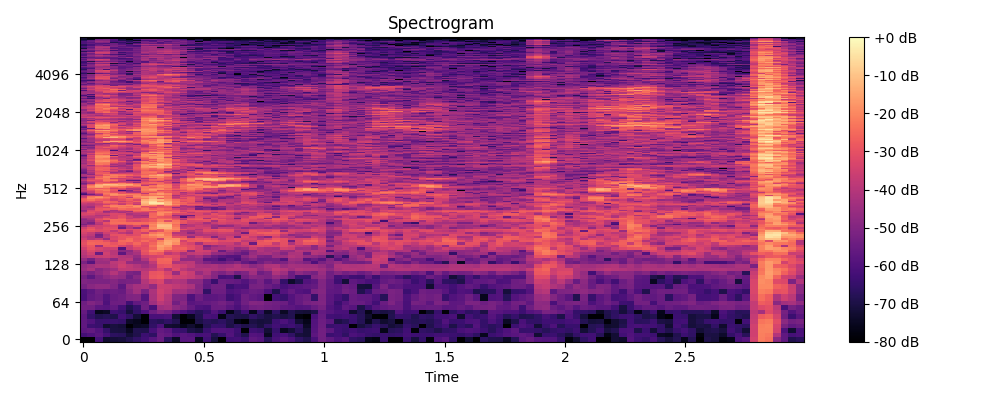 Spectrogram
+0 dB
4096
-10 dB
2048
-20 dB
1024
-30 dB
Hz
512
-40 dB
256
-50 dB
128
-60 dB
64
-70 dB
0
-80 dB
0 0.5 1 1.5 2 2.5
Time